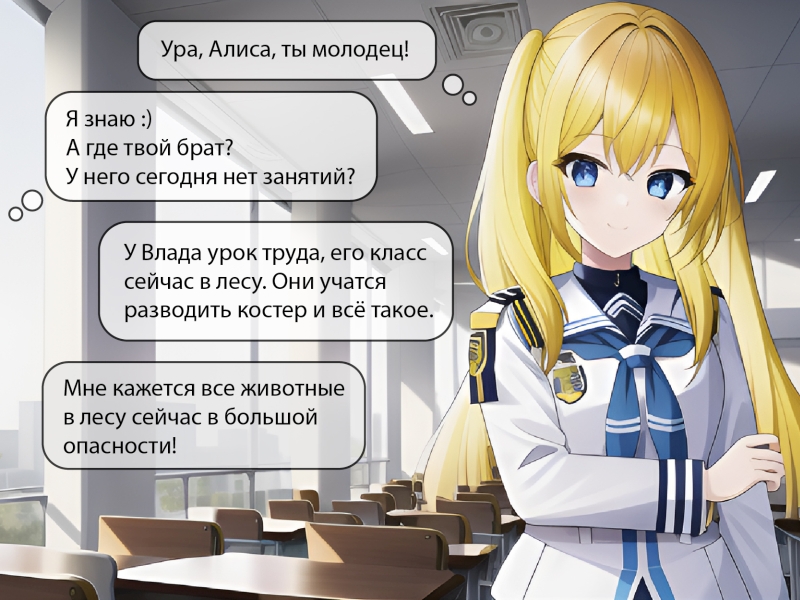 Ура, Алиса, ты молодец!
Я знаю :)
А где твой брат?
У него сегодня нет занятий?
У Влада урок труда, его класс
сейчас в лесу. Они учатся
разводить костер и всё такое.
Мне кажется все животные
в лесу сейчас в большой
опасности!